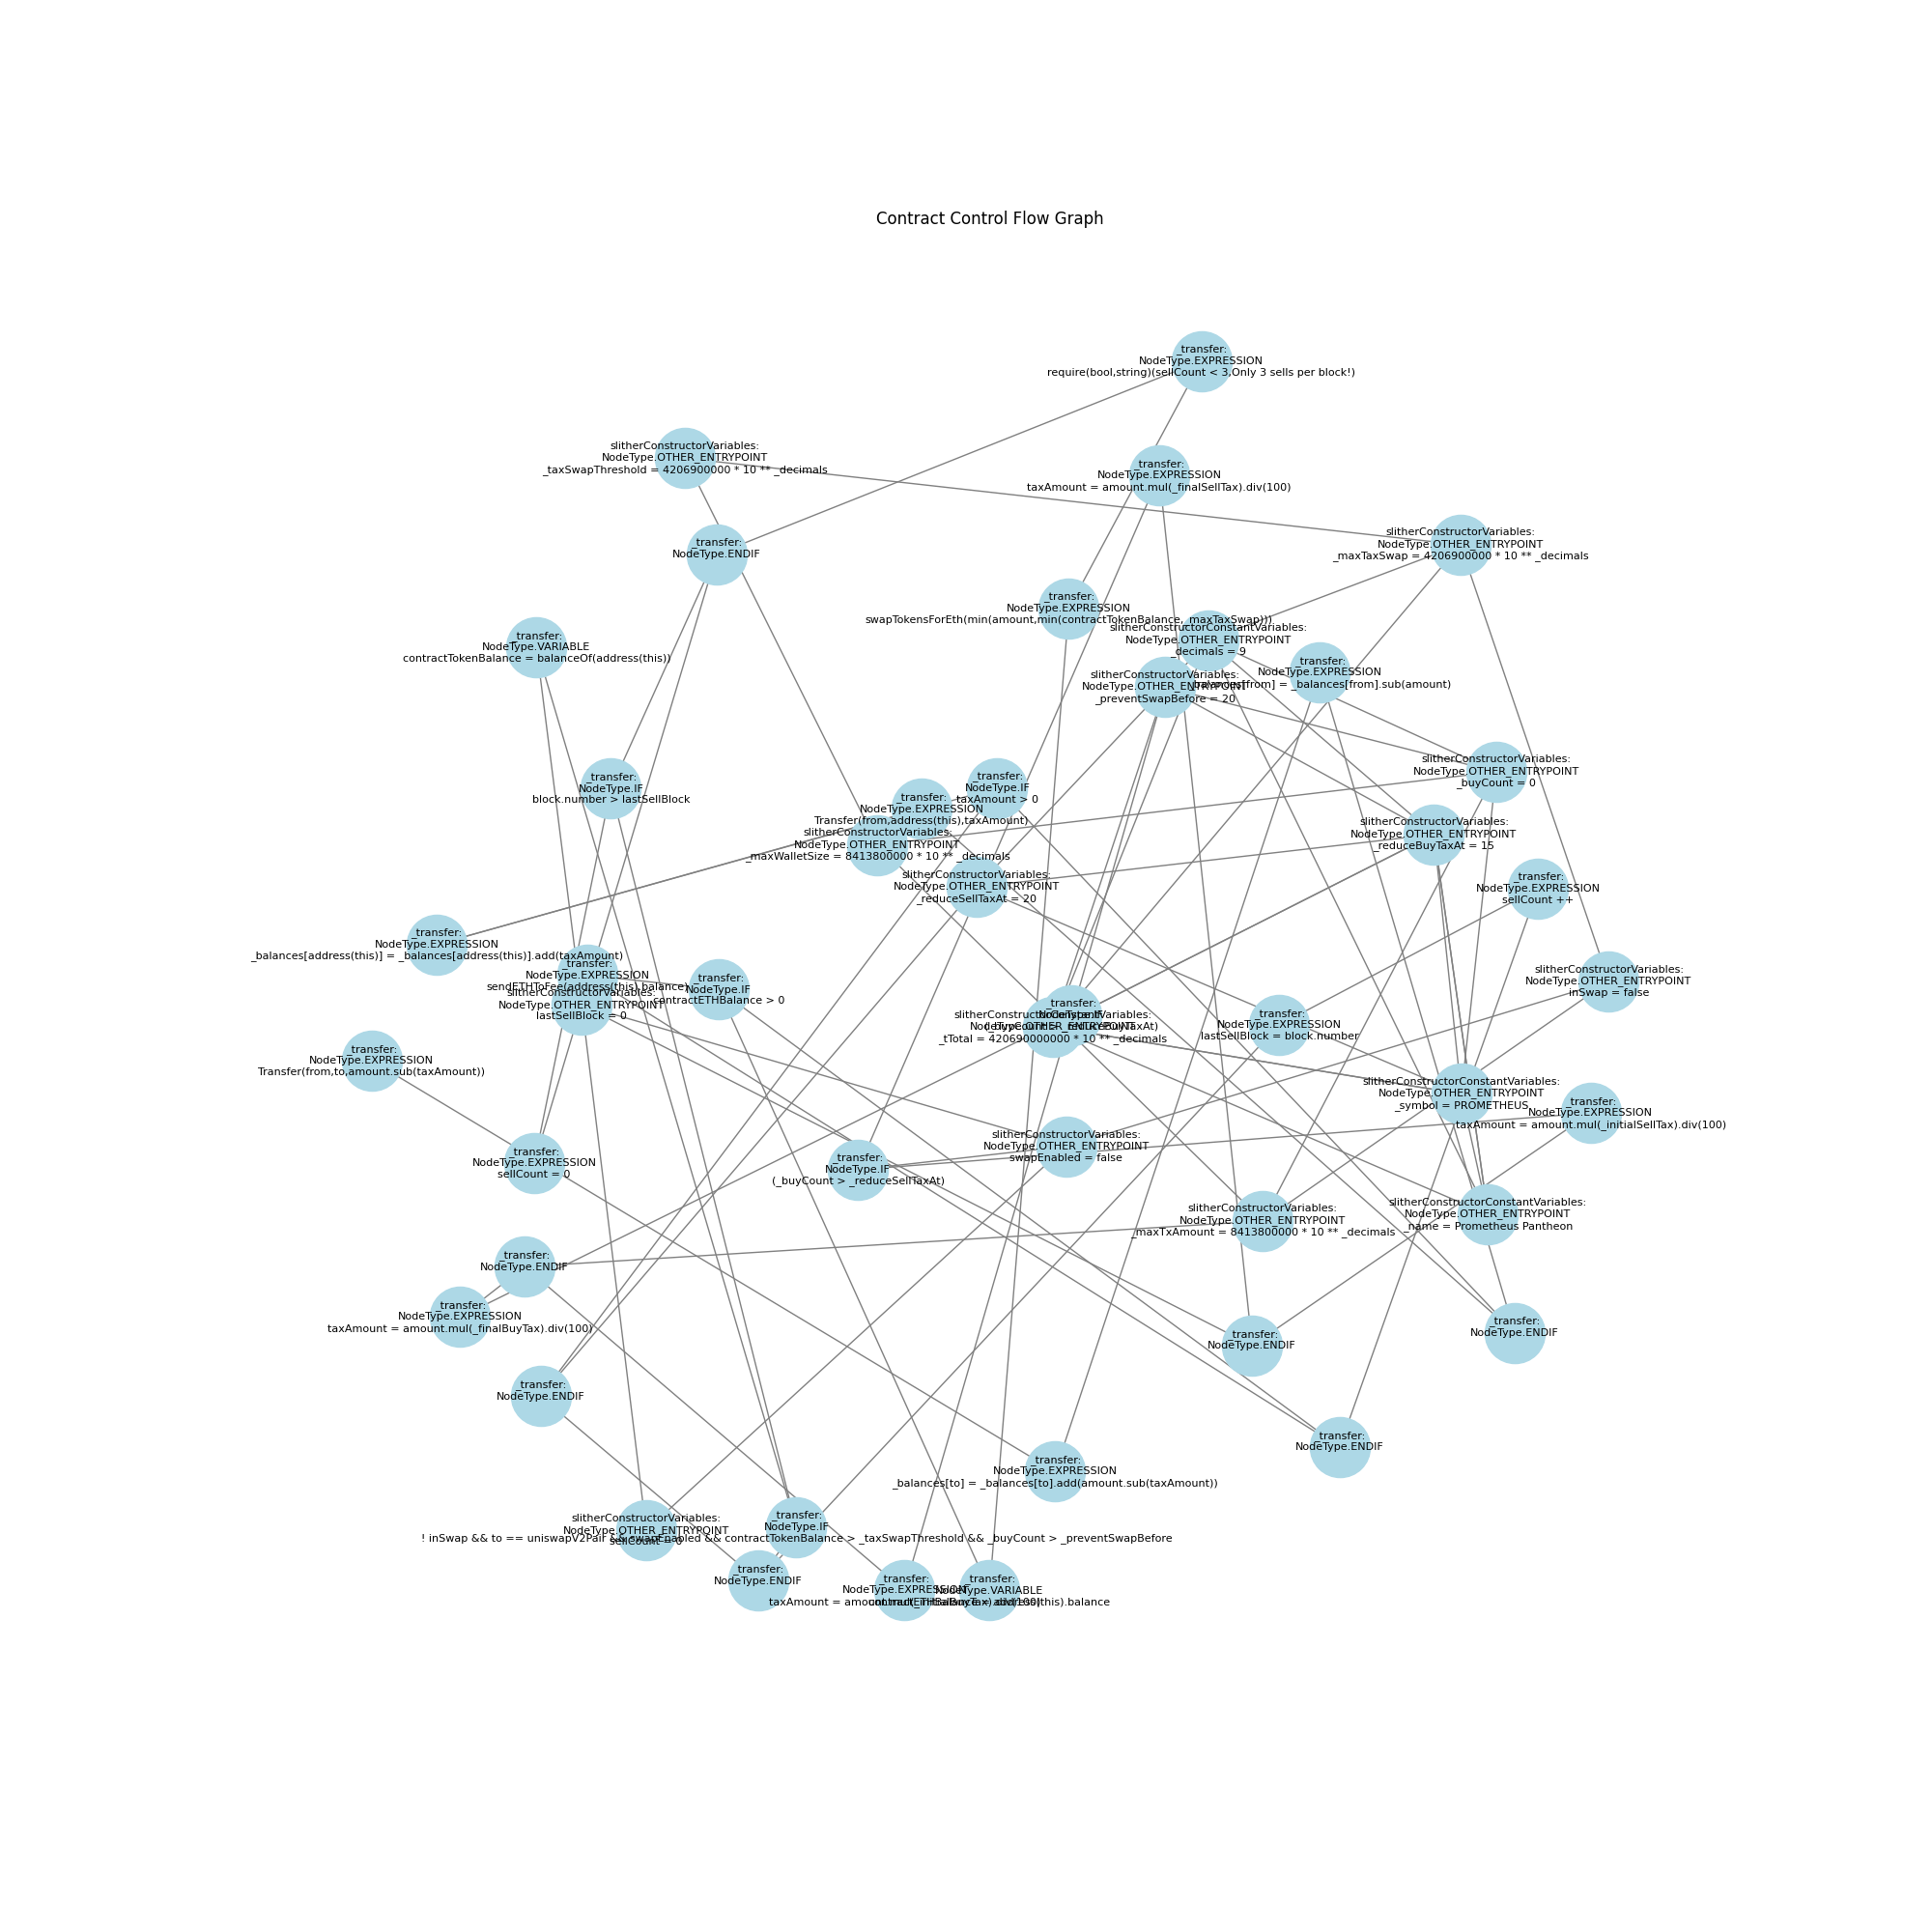 Contract Control Flow Graph
_transfer:
NodeType.EXPRESSION
require(bool,string)(sellCount < 3,Only 3 sells per block!)
slitherConstructorVariables:
NodeType.OTHER_ENTRYPOINT
_taxSwapThreshold = 4206900000 * 10 ** _decimals
_transfer:
NodeType.EXPRESSION
taxAmount = amount.mul(_finalSellTax).div(100)
_transfer:
NodeType.ENDIF
slitherConstructorVariables:
NodeType.OTHER_ENTRYPOINT
_maxTaxSwap = 4206900000 * 10 ** _decimals
_transfer:
NodeType.EXPRESSION
swapTokensForEth(min(amount,min(contractTokenBalance,_maxTaxSwap)))
_transfer:
NodeType.VARIABLE
contractTokenBalance = balanceOf(address(this))
slitherConstructorConstantVariables:
NodeType.OTHER_ENTRYPOINT
_decimals = 9
_transfer:
NodeType.EXPRESSION
_balances[from] = _balances[from].sub(amount)
slitherConstructorVariables:
NodeType.OTHER_ENTRYPOINT
_preventSwapBefore = 20
_transfer:
NodeType.IF
block.number > lastSellBlock
_transfer:
NodeType.IF
taxAmount > 0
_transfer:
NodeType.EXPRESSION
Transfer(from,address(this),taxAmount)
slitherConstructorVariables:
NodeType.OTHER_ENTRYPOINT
_maxWalletSize = 8413800000 * 10 ** _decimals
slitherConstructorVariables:
NodeType.OTHER_ENTRYPOINT
_buyCount = 0
slitherConstructorVariables:
NodeType.OTHER_ENTRYPOINT
_reduceBuyTaxAt = 15
slitherConstructorVariables:
NodeType.OTHER_ENTRYPOINT
_reduceSellTaxAt = 20
_transfer:
NodeType.EXPRESSION
sellCount ++
_transfer:
NodeType.EXPRESSION
_balances[address(this)] = _balances[address(this)].add(taxAmount)
_transfer:
NodeType.EXPRESSION
sendETHToFee(address(this).balance)
slitherConstructorVariables:
NodeType.OTHER_ENTRYPOINT
lastSellBlock = 0
_transfer:
NodeType.IF
contractETHBalance > 0
slitherConstructorVariables:
NodeType.OTHER_ENTRYPOINT
inSwap = false
_transfer:
NodeType.IF
(_buyCount > _reduceBuyTaxAt)
slitherConstructorConstantVariables:
NodeType.OTHER_ENTRYPOINT
_tTotal = 420690000000 * 10 ** _decimals
_transfer:
NodeType.EXPRESSION
lastSellBlock = block.number
_transfer:
NodeType.EXPRESSION
Transfer(from,to,amount.sub(taxAmount))
slitherConstructorConstantVariables:
NodeType.OTHER_ENTRYPOINT
_symbol = PROMETHEUS
_transfer:
NodeType.EXPRESSION
taxAmount = amount.mul(_initialSellTax).div(100)
slitherConstructorVariables:
NodeType.OTHER_ENTRYPOINT
swapEnabled = false
_transfer:
NodeType.EXPRESSION
sellCount = 0
_transfer:
NodeType.IF
(_buyCount > _reduceSellTaxAt)
slitherConstructorVariables:
NodeType.OTHER_ENTRYPOINT
_maxTxAmount = 8413800000 * 10 ** _decimals
slitherConstructorConstantVariables:
NodeType.OTHER_ENTRYPOINT
_name = Prometheus Pantheon
_transfer:
NodeType.ENDIF
_transfer:
NodeType.EXPRESSION
taxAmount = amount.mul(_finalBuyTax).div(100)
_transfer:
NodeType.ENDIF
_transfer:
NodeType.ENDIF
_transfer:
NodeType.ENDIF
_transfer:
NodeType.ENDIF
_transfer:
NodeType.EXPRESSION
_balances[to] = _balances[to].add(amount.sub(taxAmount))
slitherConstructorVariables:
NodeType.OTHER_ENTRYPOINT
sellCount = 0
_transfer:
NodeType.IF
! inSwap && to == uniswapV2Pair && swapEnabled && contractTokenBalance > _taxSwapThreshold && _buyCount > _preventSwapBefore
_transfer:
NodeType.ENDIF
_transfer:
NodeType.EXPRESSION
taxAmount = amount.mul(_initialBuyTax).div(100)
_transfer:
NodeType.VARIABLE
contractETHBalance = address(this).balance